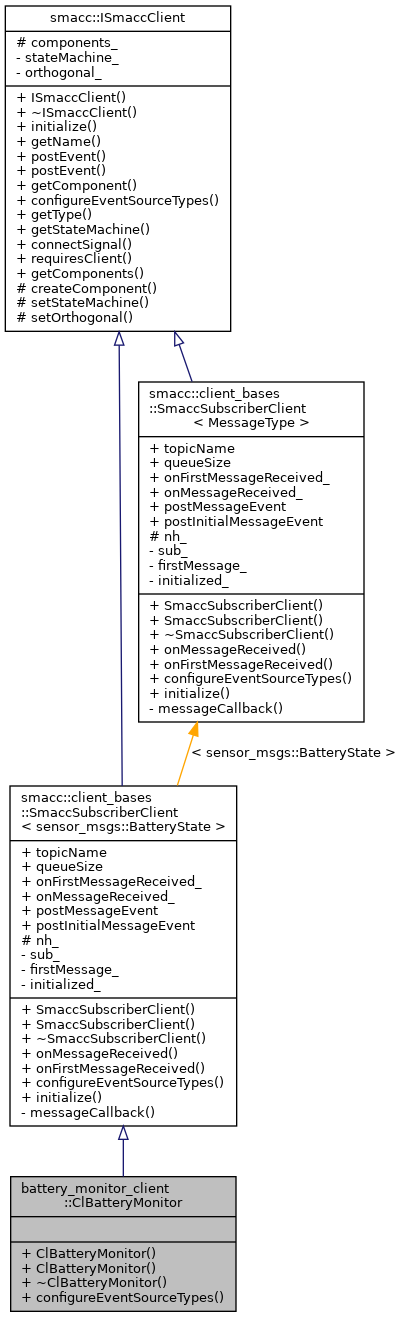 smacc::ISmaccClient
# components_
- stateMachine_
- orthogonal_
+ ISmaccClient()
+ ~ISmaccClient()
+ initialize()
+ getName()
+ postEvent()
+ postEvent()
+ getComponent()
+ configureEventSourceTypes()
+ getType()
+ getStateMachine()
+ connectSignal()
+ requiresClient()
+ getComponents()
# createComponent()
# setStateMachine()
# setOrthogonal()
smacc::client_bases
::SmaccSubscriberClient
< MessageType >
+ topicName
+ queueSize
+ onFirstMessageReceived_
+ onMessageReceived_
+ postMessageEvent
+ postInitialMessageEvent
# nh_
- sub_
- firstMessage_
- initialized_
+ SmaccSubscriberClient()
+ SmaccSubscriberClient()
+ ~SmaccSubscriberClient()
+ onMessageReceived()
+ onFirstMessageReceived()
+ configureEventSourceTypes()
+ initialize()
- messageCallback()
< sensor_msgs::BatteryState >
smacc::client_bases
::SmaccSubscriberClient
< sensor_msgs::BatteryState >
+ topicName
+ queueSize
+ onFirstMessageReceived_
+ onMessageReceived_
+ postMessageEvent
+ postInitialMessageEvent
# nh_
- sub_
- firstMessage_
- initialized_
+ SmaccSubscriberClient()
+ SmaccSubscriberClient()
+ ~SmaccSubscriberClient()
+ onMessageReceived()
+ onFirstMessageReceived()
+ configureEventSourceTypes()
+ initialize()
- messageCallback()
battery_monitor_client
::ClBatteryMonitor
+ ClBatteryMonitor()
+ ClBatteryMonitor()
+ ~ClBatteryMonitor()
+ configureEventSourceTypes()